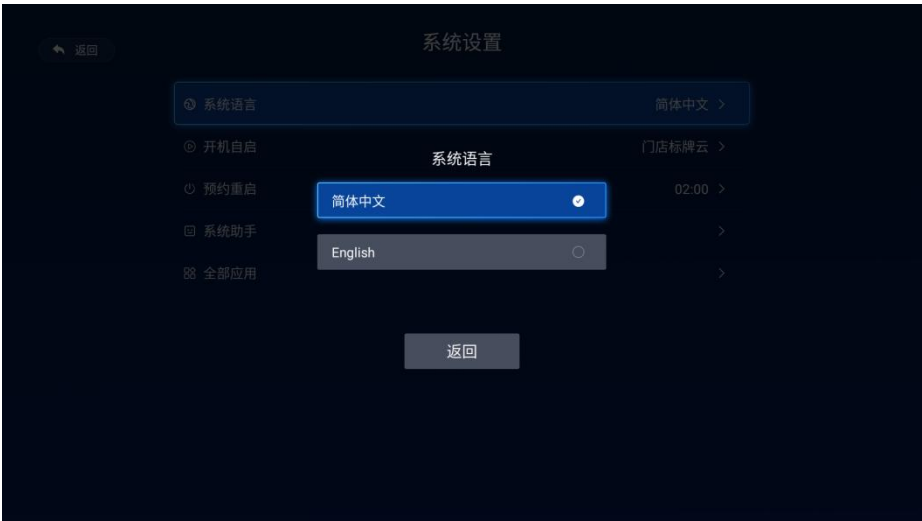 返回
系统设置
系统语言 简体中文
开机自启 门店标牌云
系统语言
预约重启 02:00
简体中文
系统助手
English
全部应用
返回